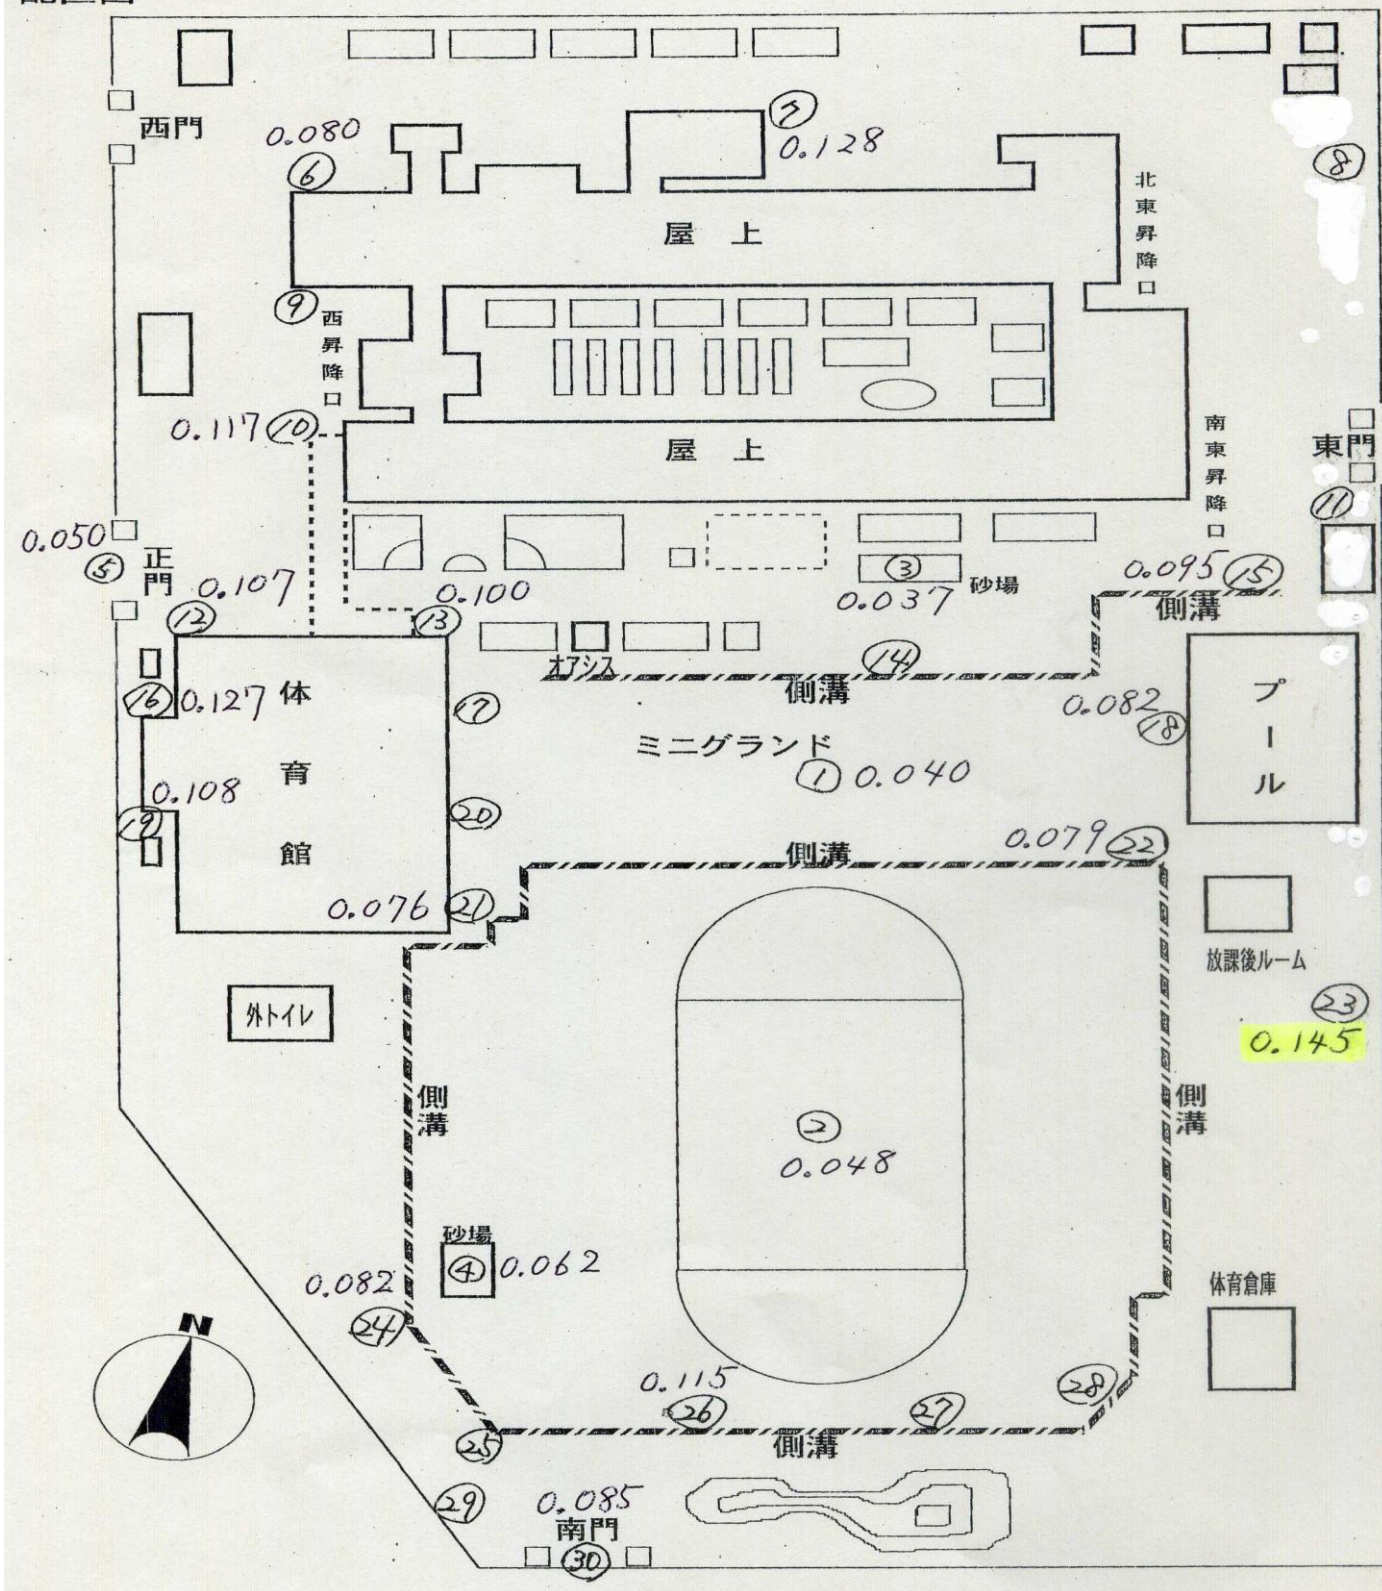 西門
0.080
⑥
⑦
0.128
⑧
北東昇降口
屋上
⑨
西昇降口
0.117 ⑩
屋上
南東昇降口
東門
⑪
0.050
⑤
正門
0.107
⑫
0.100
⑬
③
0.037
砂場
0.095 ⑮
側溝
オアシス
⑭
側溝
⑯ 0.127
体育館
⑰
0.082
⑱
プール
ミニグランド
① 0.040
0.108
⑲
⑳
側溝
0.079 ㉒
0.076 ㉑
放課後ルーム
外トイレ
㉓
0.145
側溝
側溝
②
0.048
砂場
④ 0.062
0.082
㉔
N
体育倉庫
0.115
㉖
㉗
㉘
㉕
側溝
㉙
0.085
南門
㉚